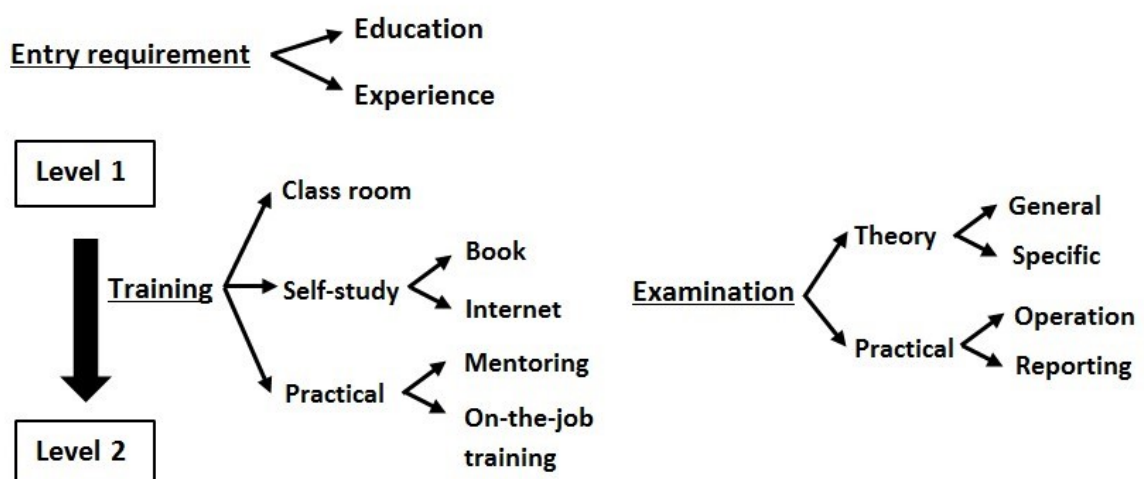 Entry requirement
Education
Experience
Level 1
Training
Class room
Self-study
Book
Internet
Practical
Mentoring
On-the-job
training
Level 2
Examination
Theory
General
Specific
Practical
Operation
Reporting